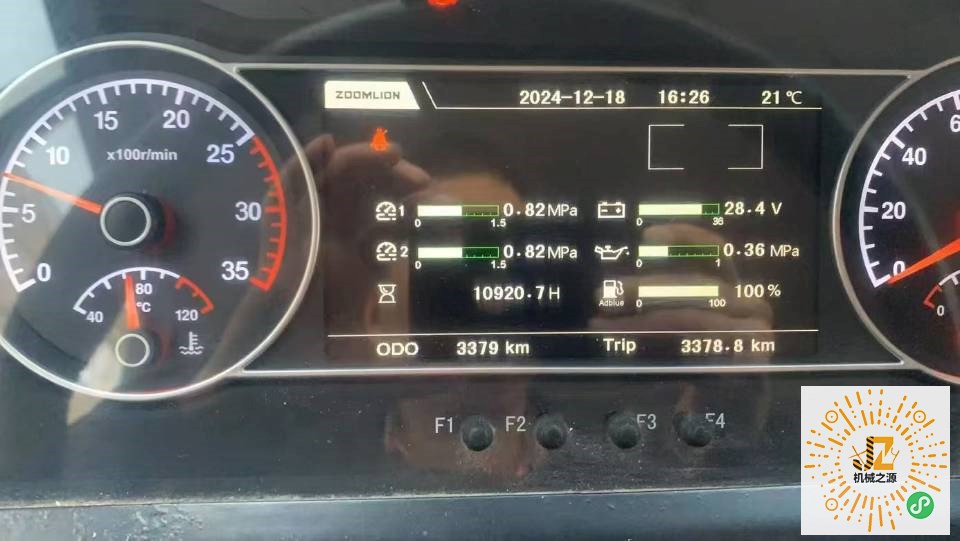 ZOOMLION 2024-12-18 16:26 21℃
15 20
10 x100r/min 25
5 30
0 35
80
℃
40 120
1 0.82MPa 28.4 V
0 1.5 0 36
2 0.82MPa 0.36 MPa
0 1.5 0 1
10920.7H Adblue 100%
0 100
ODO 3379 km Trip 3378.8 km
40
20
0
0
F1 F2 F3 F4
JZ
机械之源